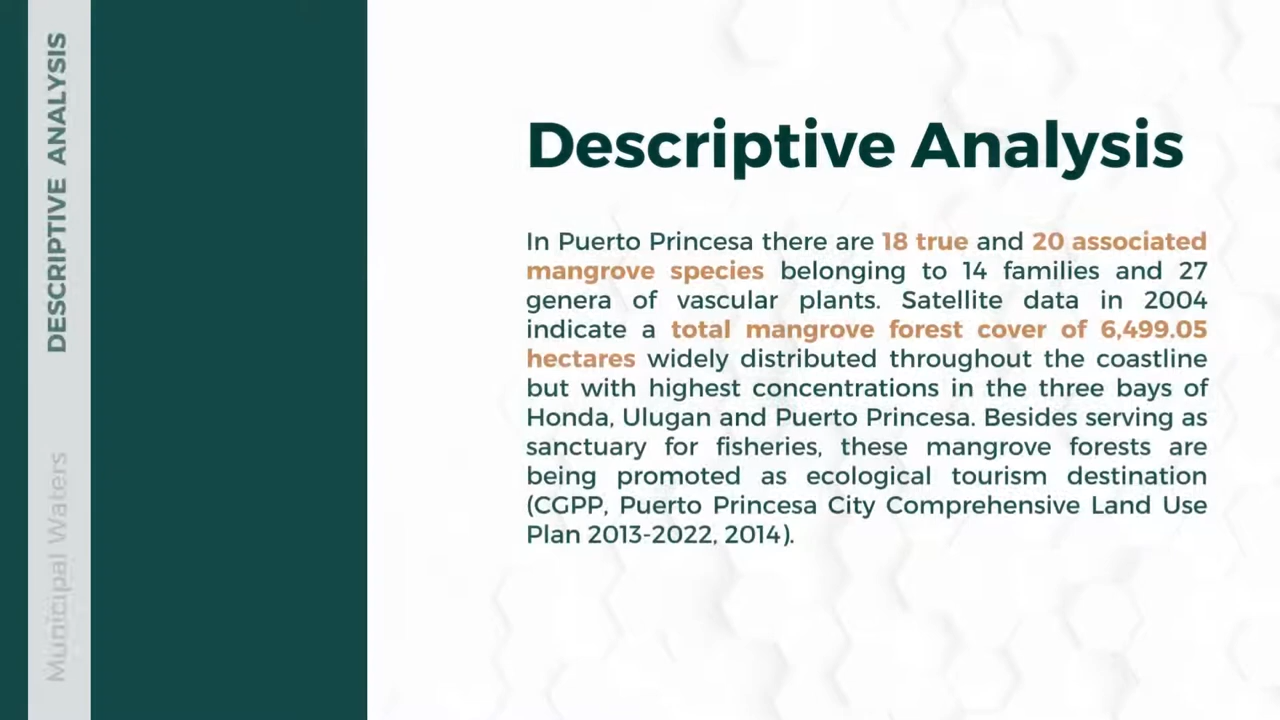 DESCRIPTIVE ANALYSIS
Municipal Waters
Descriptive Analysis
In Puerto Princesa there are 18 true and 20 associated
mangrove species belonging to 14 families and 27
genera of vascular plants. Satellite data in 2004
indicate a total mangrove forest cover of 6,499.05
hectares widely distributed throughout the coastline
but with highest concentrations in the three bays of
Honda, Ulugan and Puerto Princesa. Besides serving as
sanctuary for fisheries, these mangrove forests are
being promoted as ecological tourism destination
(CGPP, Puerto Princesa City Comprehensive Land Use
Plan 2013-2022, 2014).